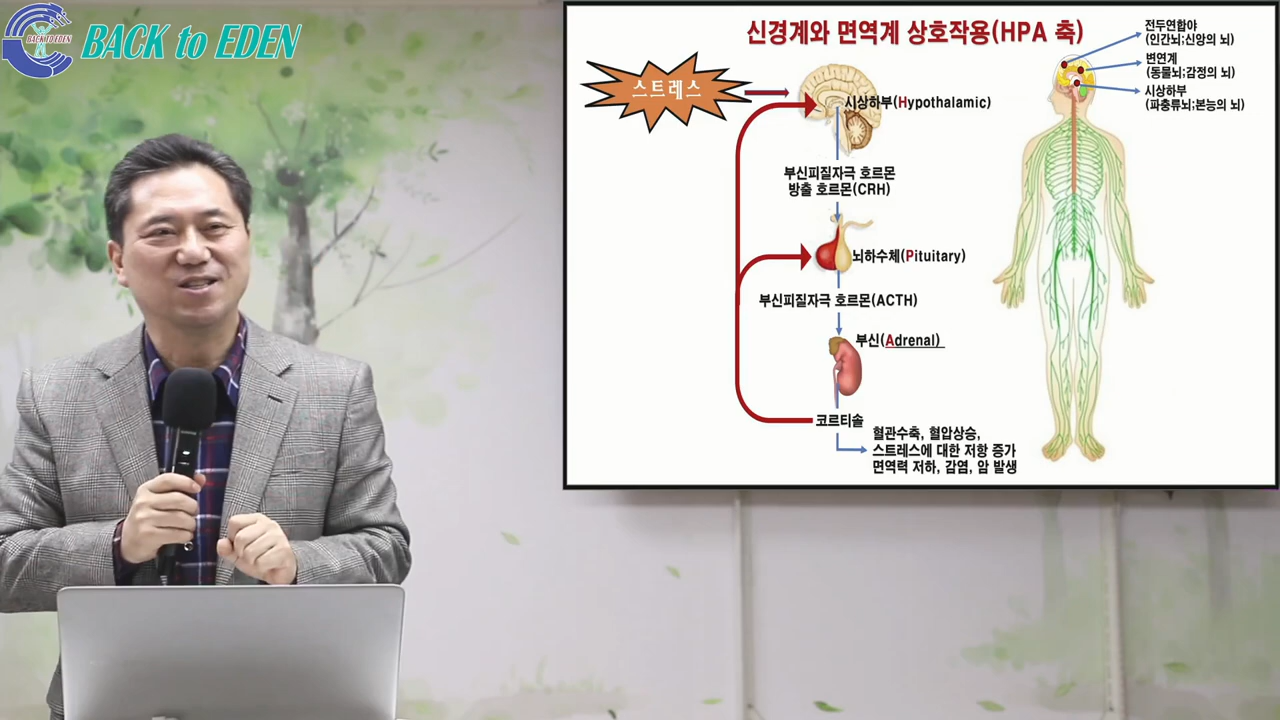 BACK TO EDEN
BACK to EDEN
신경계와 면역계 상호작용(HPA 축)
스트레스
시상하부(Hypothalamic)
부신피질자극 호르몬
방출 호르몬(CRH)
뇌하수체(Pituitary)
부신피질자극 호르몬(ACTH)
부신(Adrenal)
코르티솔
혈관수축, 혈압상승,
스트레스에 대한 저항 증가
면역력 저하, 감염, 암 발생
전두연합야
(인간뇌;신앙의 뇌)
변연계
(동물뇌;감정의 뇌)
시상하부
(파충류뇌;본능의 뇌)